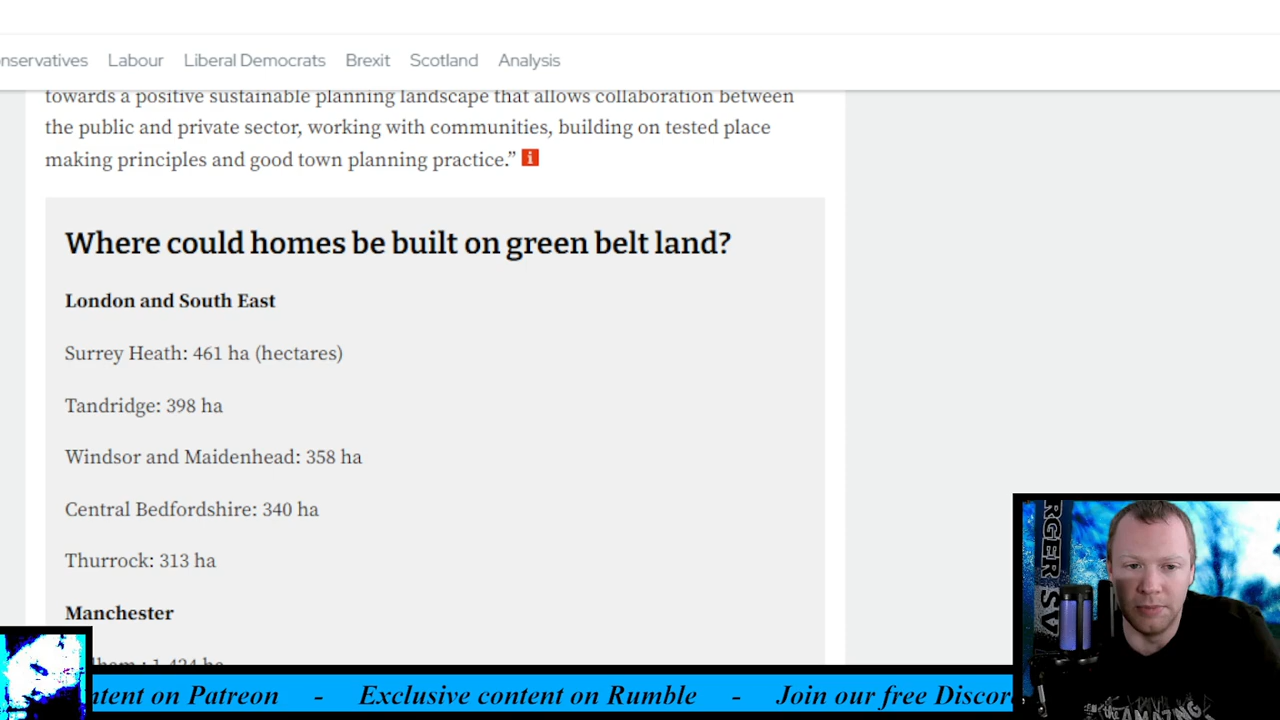 nservatives Labour Liberal Democrats Brexit Scotland Analysis
towards a positive sustainable planning landscape that allows collaboration between
the public and private sector, working with communities, building on tested place
making principles and good town planning practice.” i
Where could homes be built on green belt land?
London and South East
Surrey Heath: 461 ha (hectares)
Tandridge: 398 ha
Windsor and Maidenhead: 358 ha
Central Bedfordshire: 340 ha
Thurrock: 313 ha
Manchester
ntent on Patreon - Exclusive content on Rumble - Join our free Discor